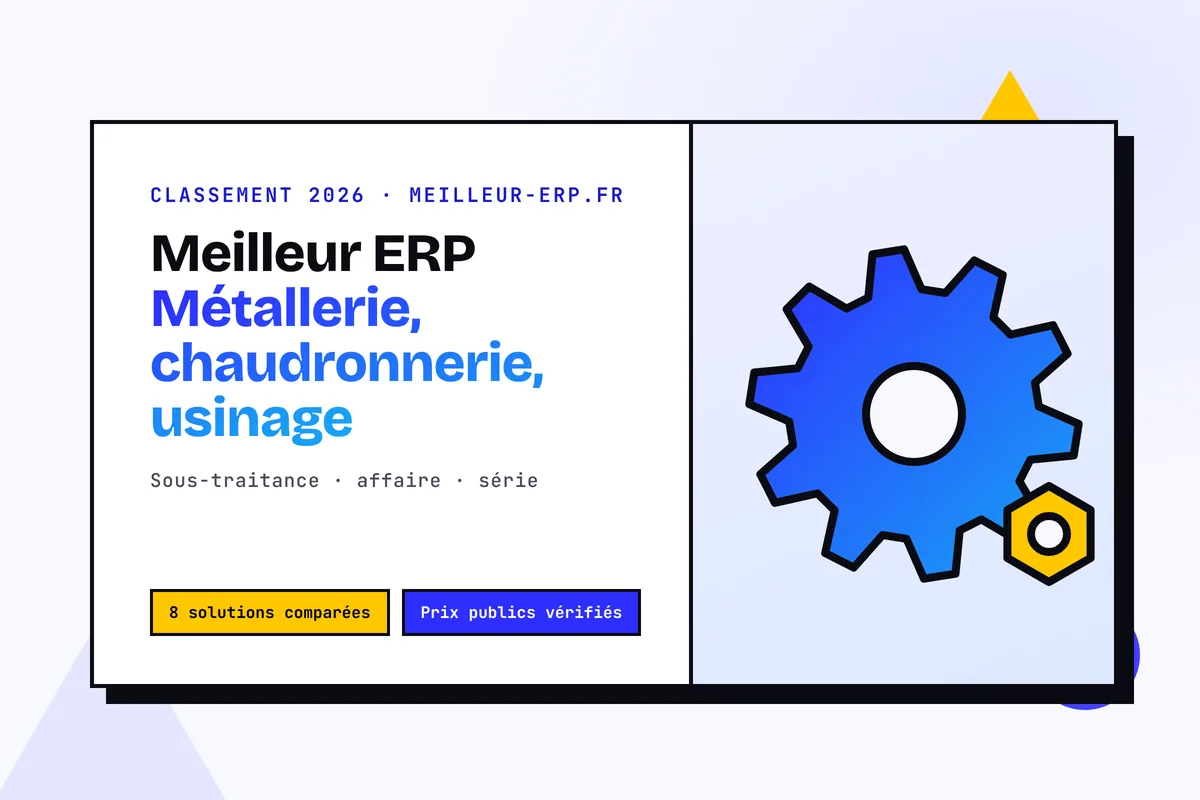 CLASSEMENT 2026 · MEILLEUR-ERP.FR
Meilleur ERP
Métallerie,
chaudronnerie,
usinage
Sous-traitance · affaire · série
8 solutions comparées
Prix publics vérifiés